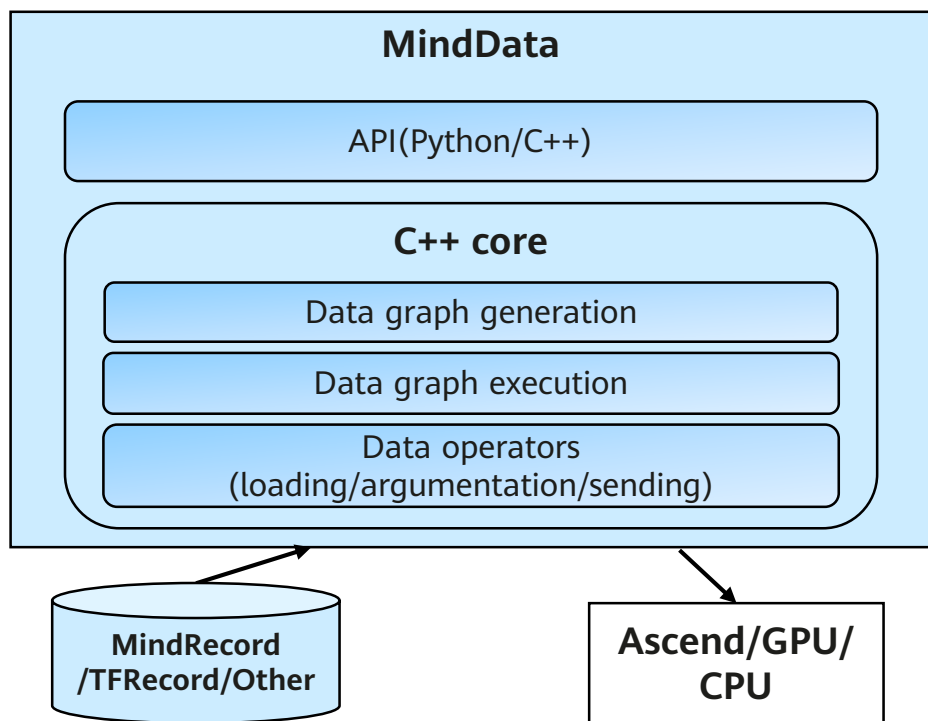 MindData
API(Python/C++)
C++ core
Data graph generation
Data graph execution
Data operators
(loading/argumentation/sending)
MindRecord
/TFRecord/Other
Ascend/GPU/
CPU